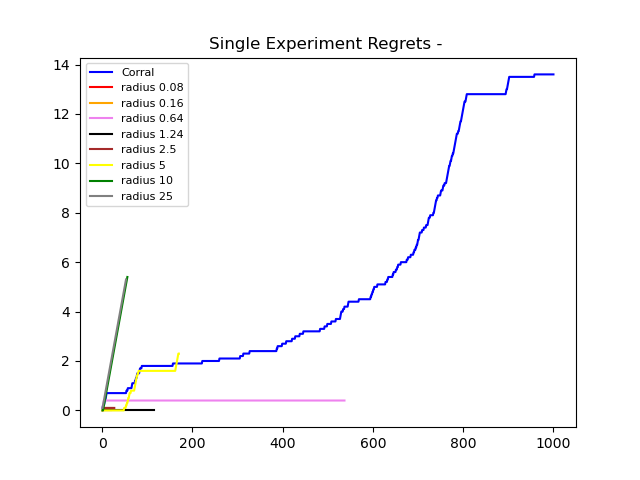 Single Experiment Regrets -
14
12
10
8
6
4
2
0
Corral
radius 0.08
radius 0.16
radius 0.64
radius 1.24
radius 2.5
radius 5
radius 10
radius 25
0 200 400 600 800 1000